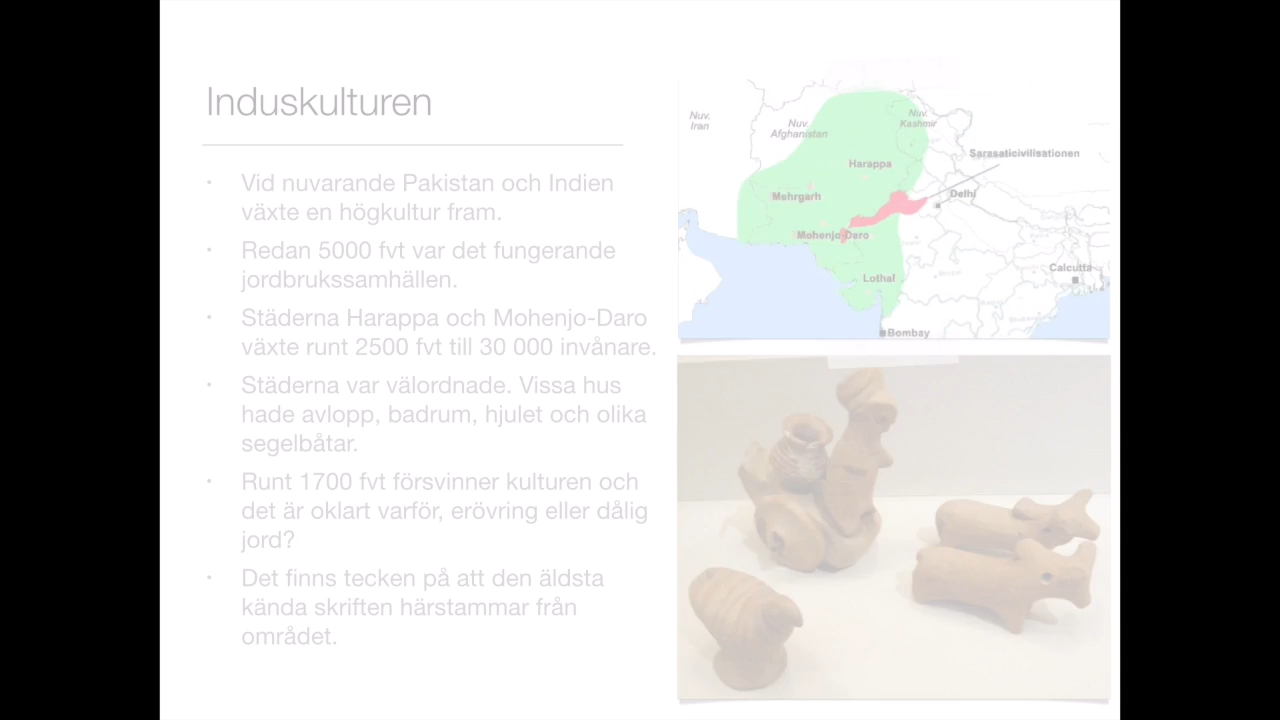 Induskulturen
• Vid nuvarande Pakistan och Indien
växte en högkultur fram.
• Redan 5000 fvt var det fungerande
jordbrukssamhällen.
• Städerna Harappa och Mohenjo-Daro
växte runt 2500 fvt till 30 000 invånare.
• Städerna var välordnade. Vissa hus
hade avlopp, badrum, hjulet och olika
segelbåtar.
• Runt 1700 fvt försvinner kulturen och
det är oklart varför, erövring eller dålig
jord?
• Det finns tecken på att den äldsta
kända skriften härstammar från
området.
Nuv.
Iran
Nuv.
Afghanistan
Nuv.
Kashmir
Sarasaticivilisationen
Harappa
Delhi
Mehrgarh
Mohenjo-Dero
Calcutta
Lothal
Bombay